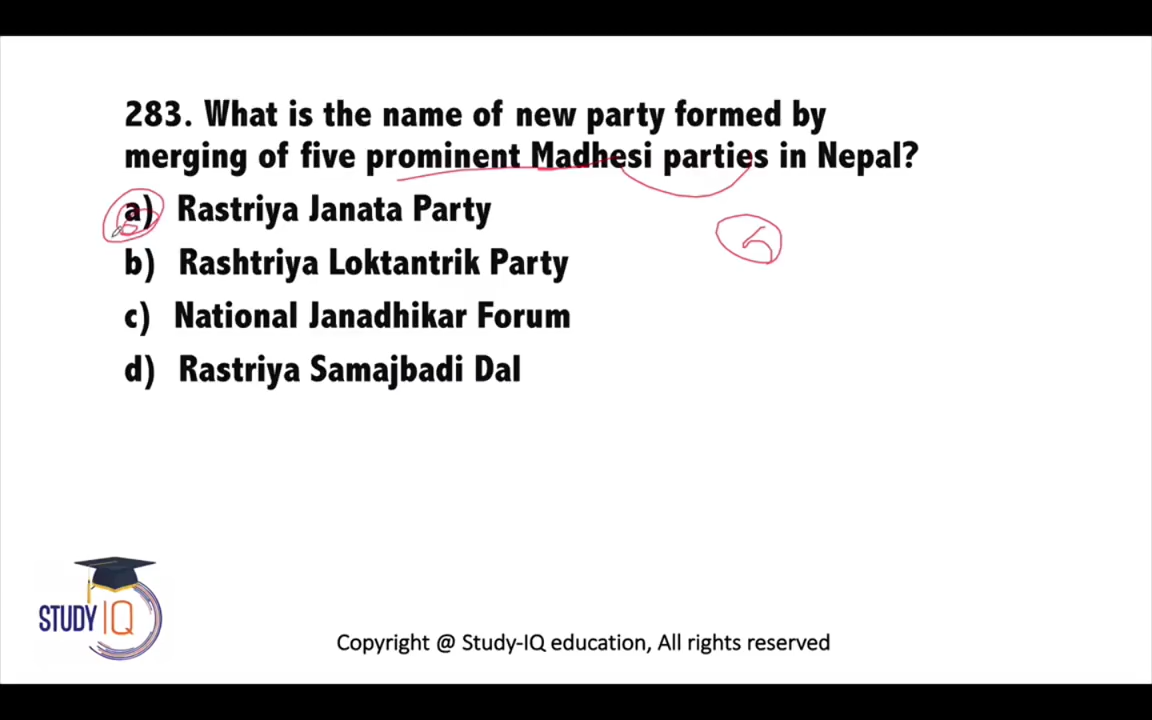 283. What is the name of new party formed by
merging of five prominent Madhesi parties in Nepal?
a) Rastriya Janata Party
b) Rashtriya Loktantrik Party
c) National Janadhikar Forum
d) Rastriya Samajbadi Dal
STUDY IQ
Copyright @ Study-IQ education, All rights reserved